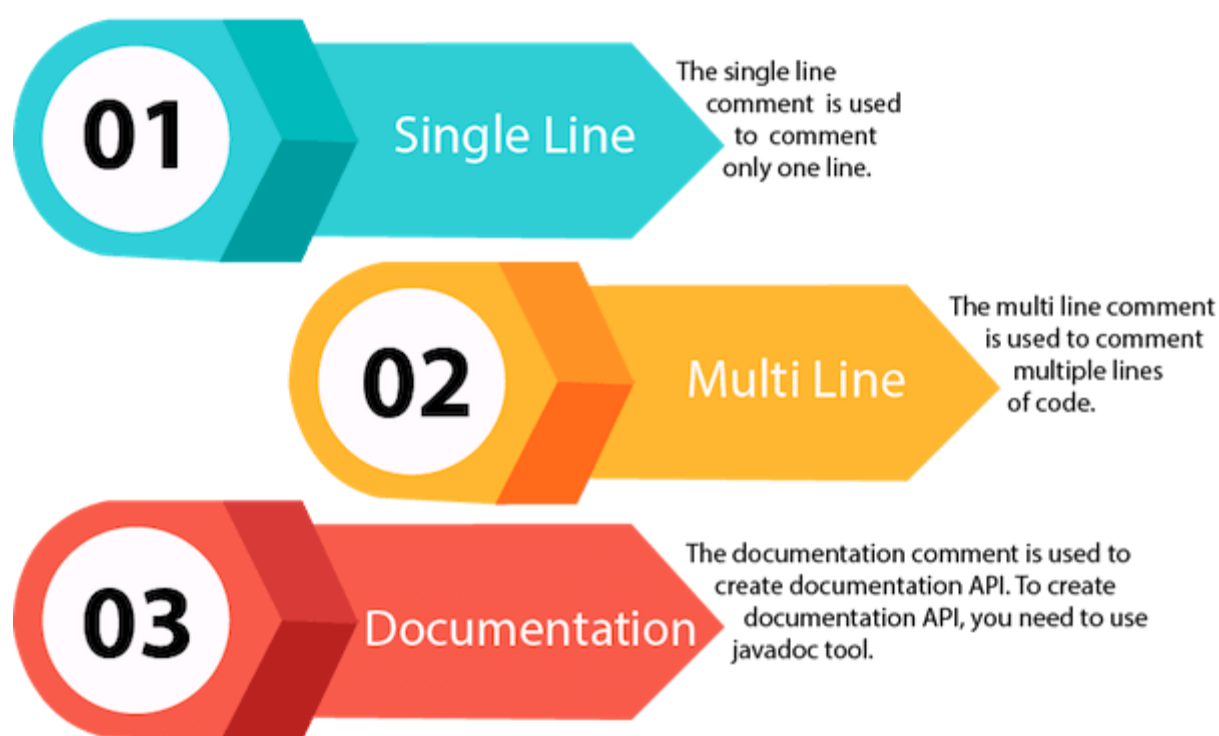 01
Single Line
The single line
comment is used
to comment
only one line.
02
Multi Line
The multi line comment
is used to comment
multiple lines
of code.
03
Documentation
The documentation comment is used to
create documentation API. To create
documentation API, you need to use
javadoc tool.